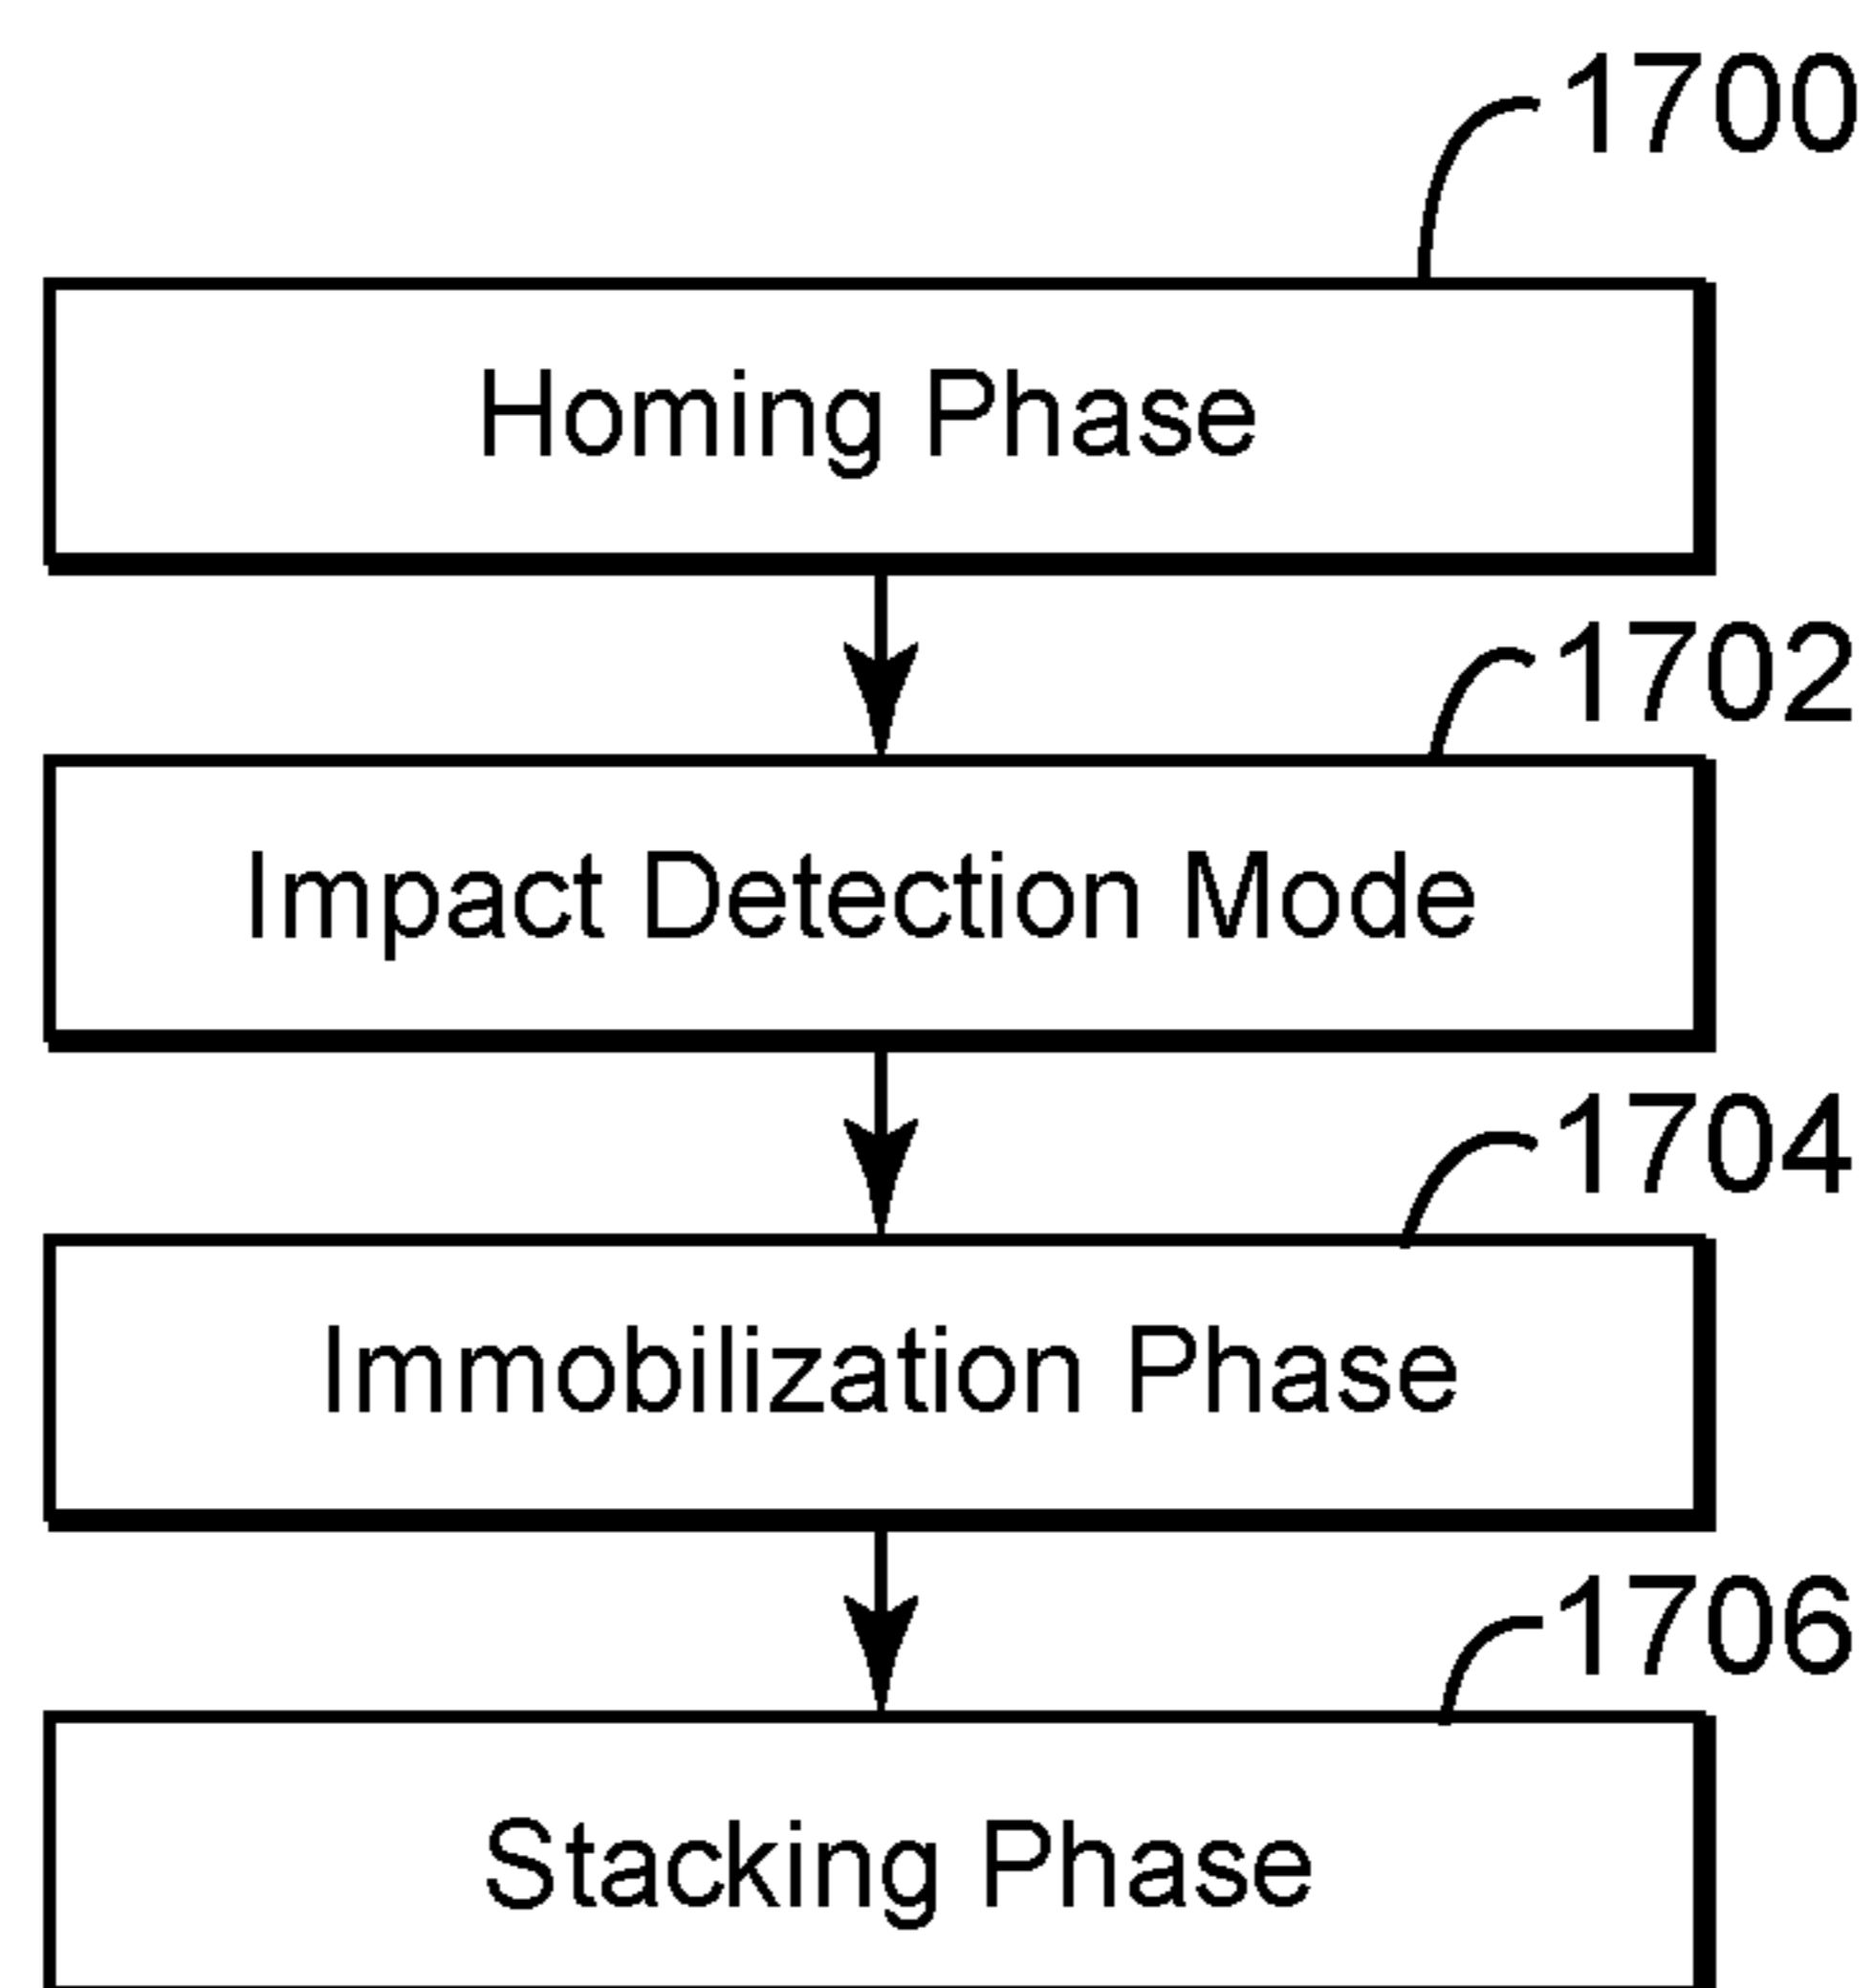 1700
Homing Phase
1702
Impact Detection Mode
1704
Immobilization Phase
1706
Stacking Phase